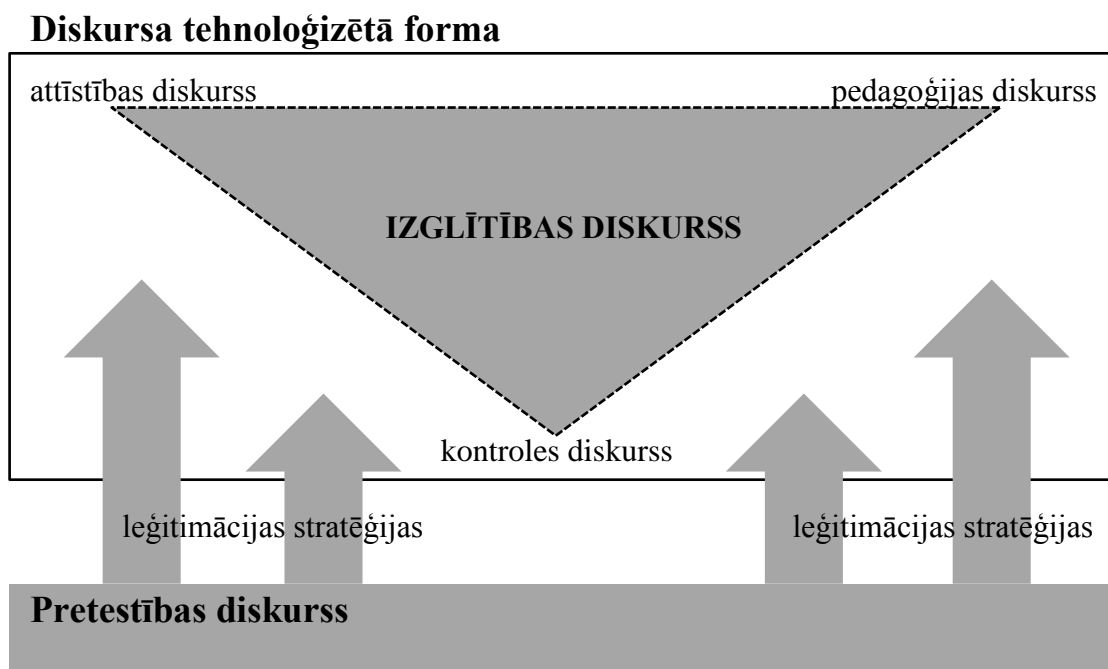 Diskursa tehnoloģizētā forma
attīstības diskurss
pedagoģijas diskurss
IZGLĪTĪBAS DISKURSS
kontroles diskurss
leģitimācijas stratēģijas
leģitimācijas stratēģijas
Pretestības diskurss